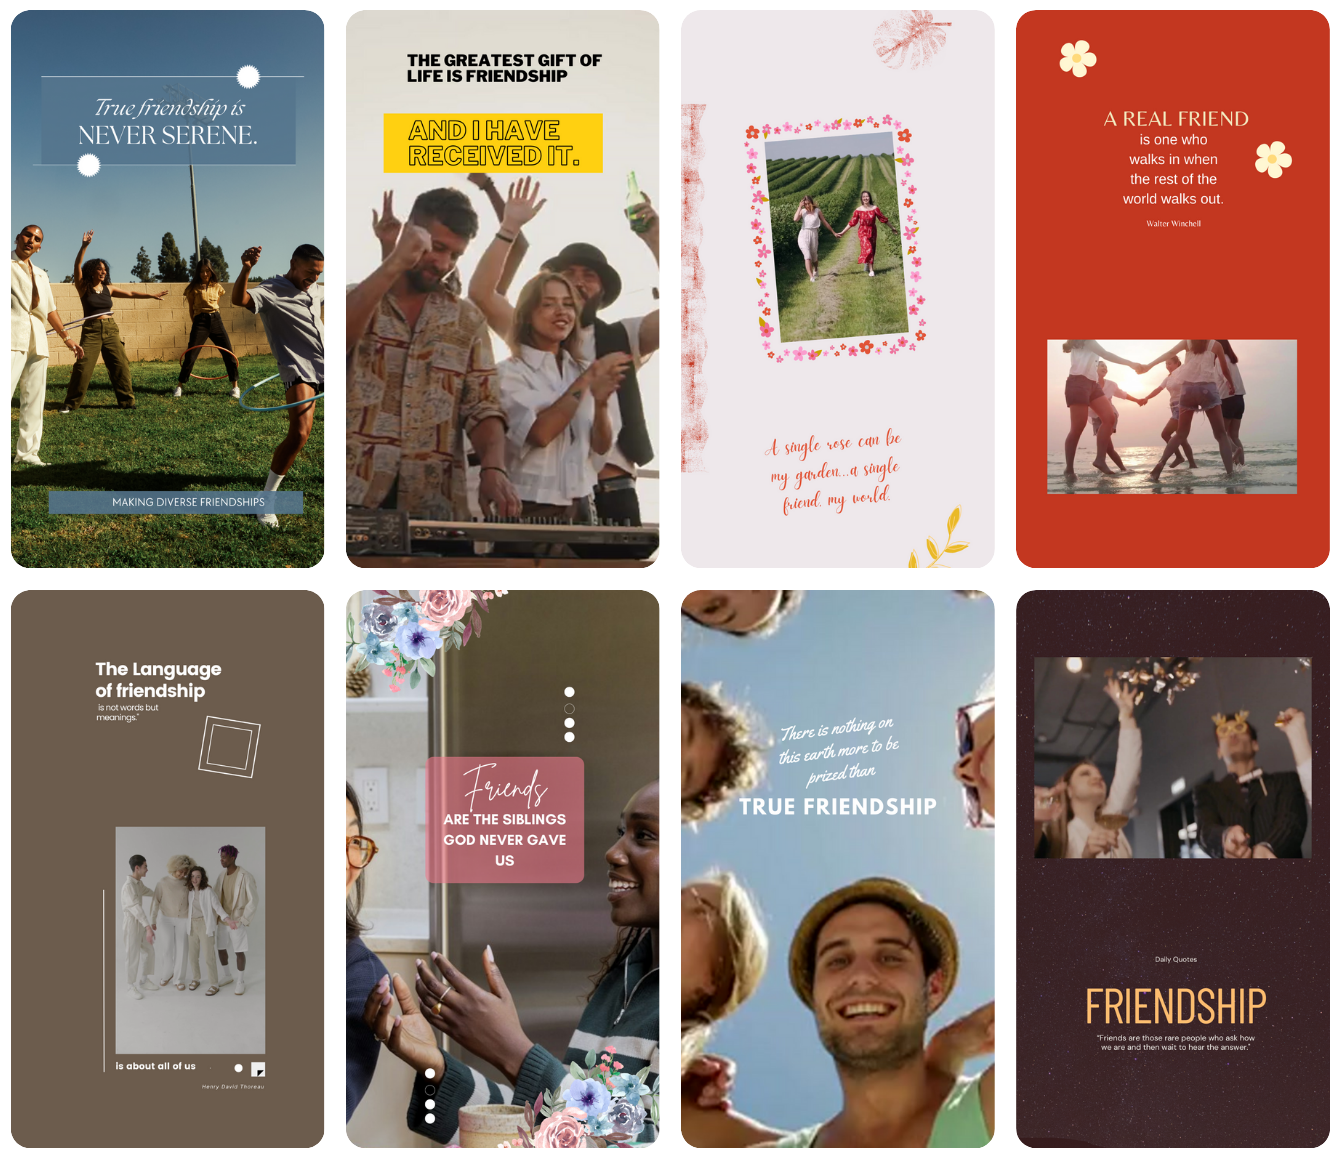 True friendship is
NEVER SERENE.
MAKING DIVERSE FRIENDSHIPS
THE GREATEST GIFT OF
LIFE IS FRIENDSHIP
AND I HAVE
RECEIVED IT.
A single rose can be
my garden...a single
friend, my world.
A REAL FRIEND
is one who
walks in when
the rest of the
world walks out.
Walter Winchell
The Language
of friendship
is not words but
meanings."
is about all of us
Henry David Thoreau
Friends
ARE THE SIBLINGS
GOD NEVER GAVE
US
There is nothing on
this earth more to be
prized than
TRUE FRIENDSHIP
Daily Quotes
FRIENDSHIP
"Friends are those rare people who ask how
we are and then wait to hear the answer."